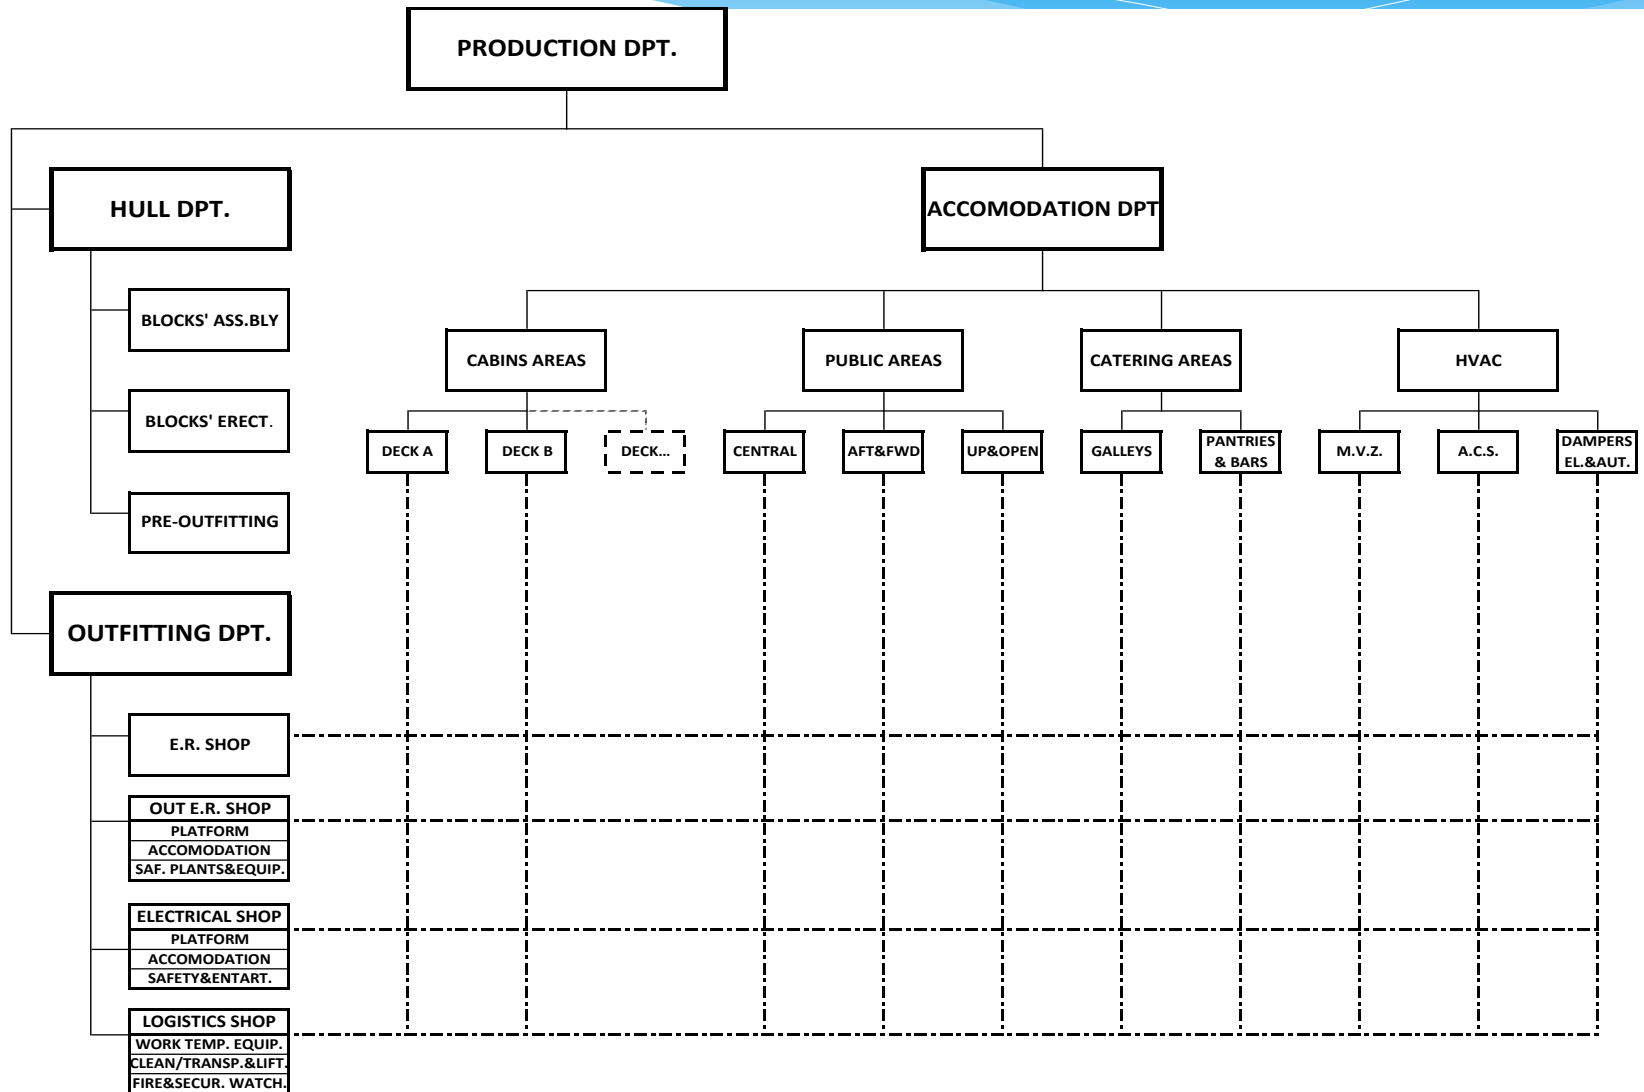 PRODUCTION DPT.
HULL DPT.
ACCOMODATION DPT
BLOCKS' ASS.BLY
BLOCKS' ERECT.
PRE-OUTFITTING
CABINS AREAS
PUBLIC AREAS
CATERING AREAS
HVAC
DECK A
DECK B
DECK...
CENTRAL
AFT&FWD
UP&OPEN
GALLEYS
PANTRIES
& BARS
M.V.Z.
A.C.S.
DAMPERS
EL.&AUT.
OUTFITTING DPT.
E.R. SHOP
OUT E.R. SHOP
PLATFORM
ACCOMODATION
SAF. PLANTS&EQUIP.
ELECTRICAL SHOP
PLATFORM
ACCOMODATION
SAFETY&ENTART.
LOGISTICS SHOP
WORK TEMP. EQUIP.
CLEAN/TRANSP.&LIFT.
FIRE&SECUR. WATCH.